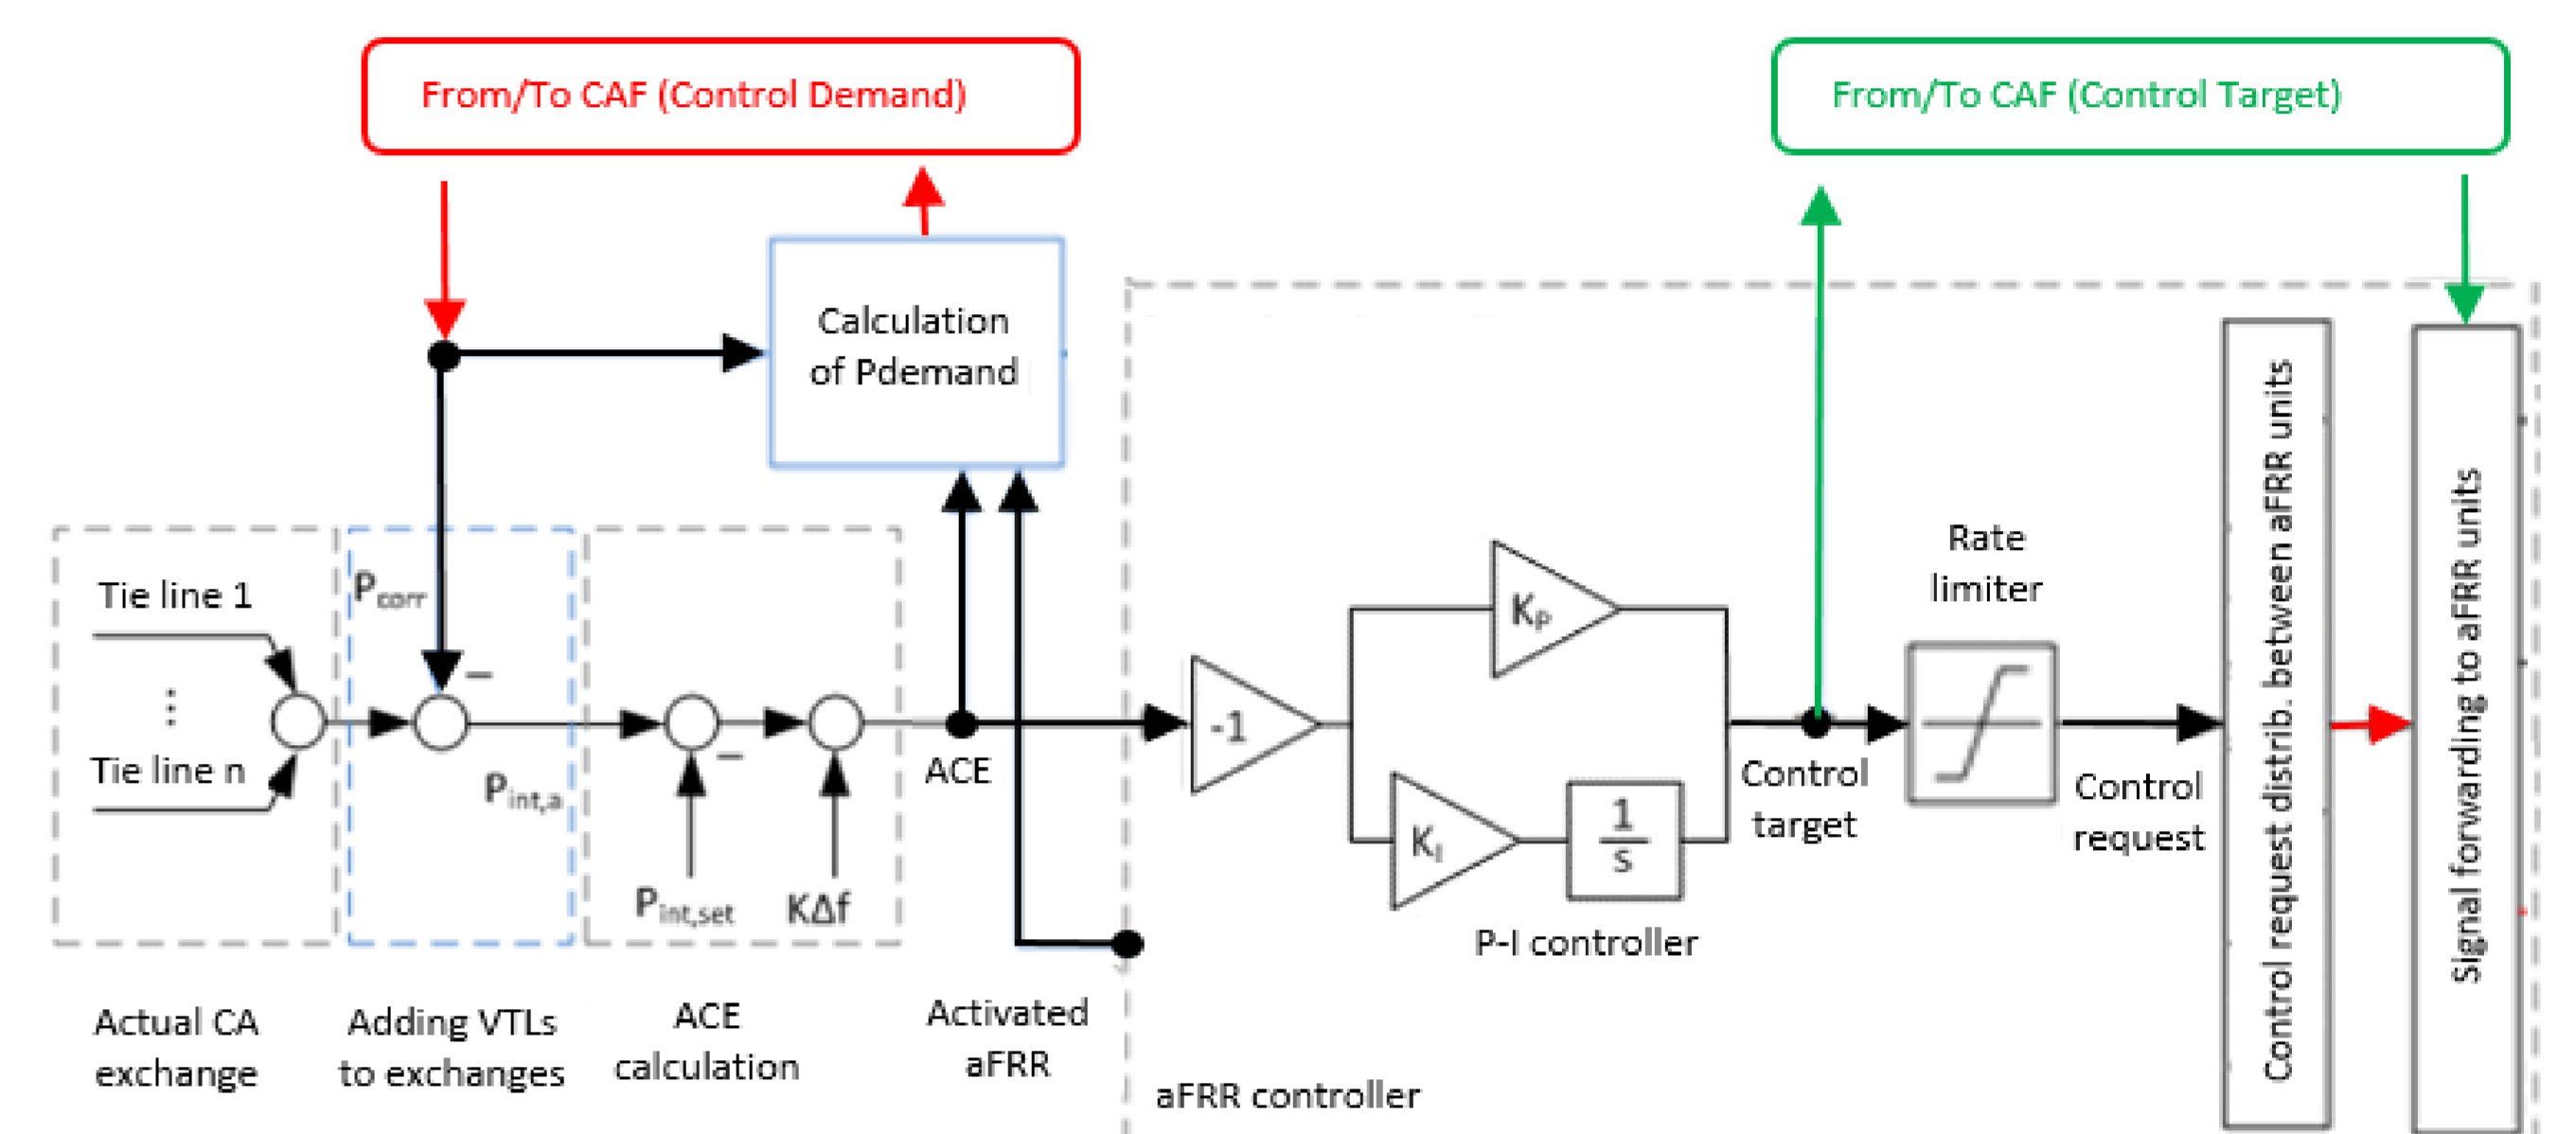 From/To CAF (Control Demand)
From/To CAF (Control Target)
Calculation
of Pdemand
Tie line 1
⋮
Tie line n
Pcorr
−
Pint,a
−
Pint,set
KΔf
ACE
-1
KP
KI
1
s
P-I controller
Control
target
Rate
limiter
Control
request
Control request distrib. between aFRR units
Signal forwarding to aFRR units
Actual CA
exchange
Adding VTLs
to exchanges
ACE
calculation
Activated
aFRR
aFRR controller